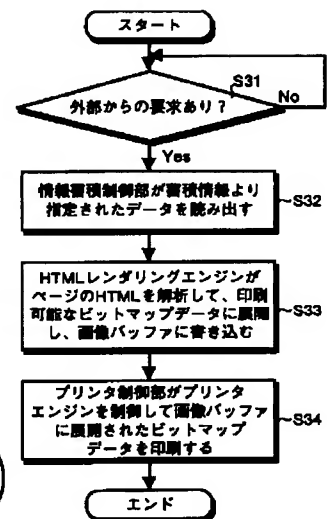 スタート
外部からの要求あり?
S31
No
Yes
情報蓄積制御部が蓄積情報より
指定されたデータを読み出す
S32
HTMLレンダリングエンジンが
ページのHTMLを解析して、印刷
可能なビットマップデータに展開
し、画像バッファに書き込む
S33
プリンタ制御部がプリンタ
エンジンを制御して画像バッファ
に展開されたビットマップ
データを印刷する
S34
エンド